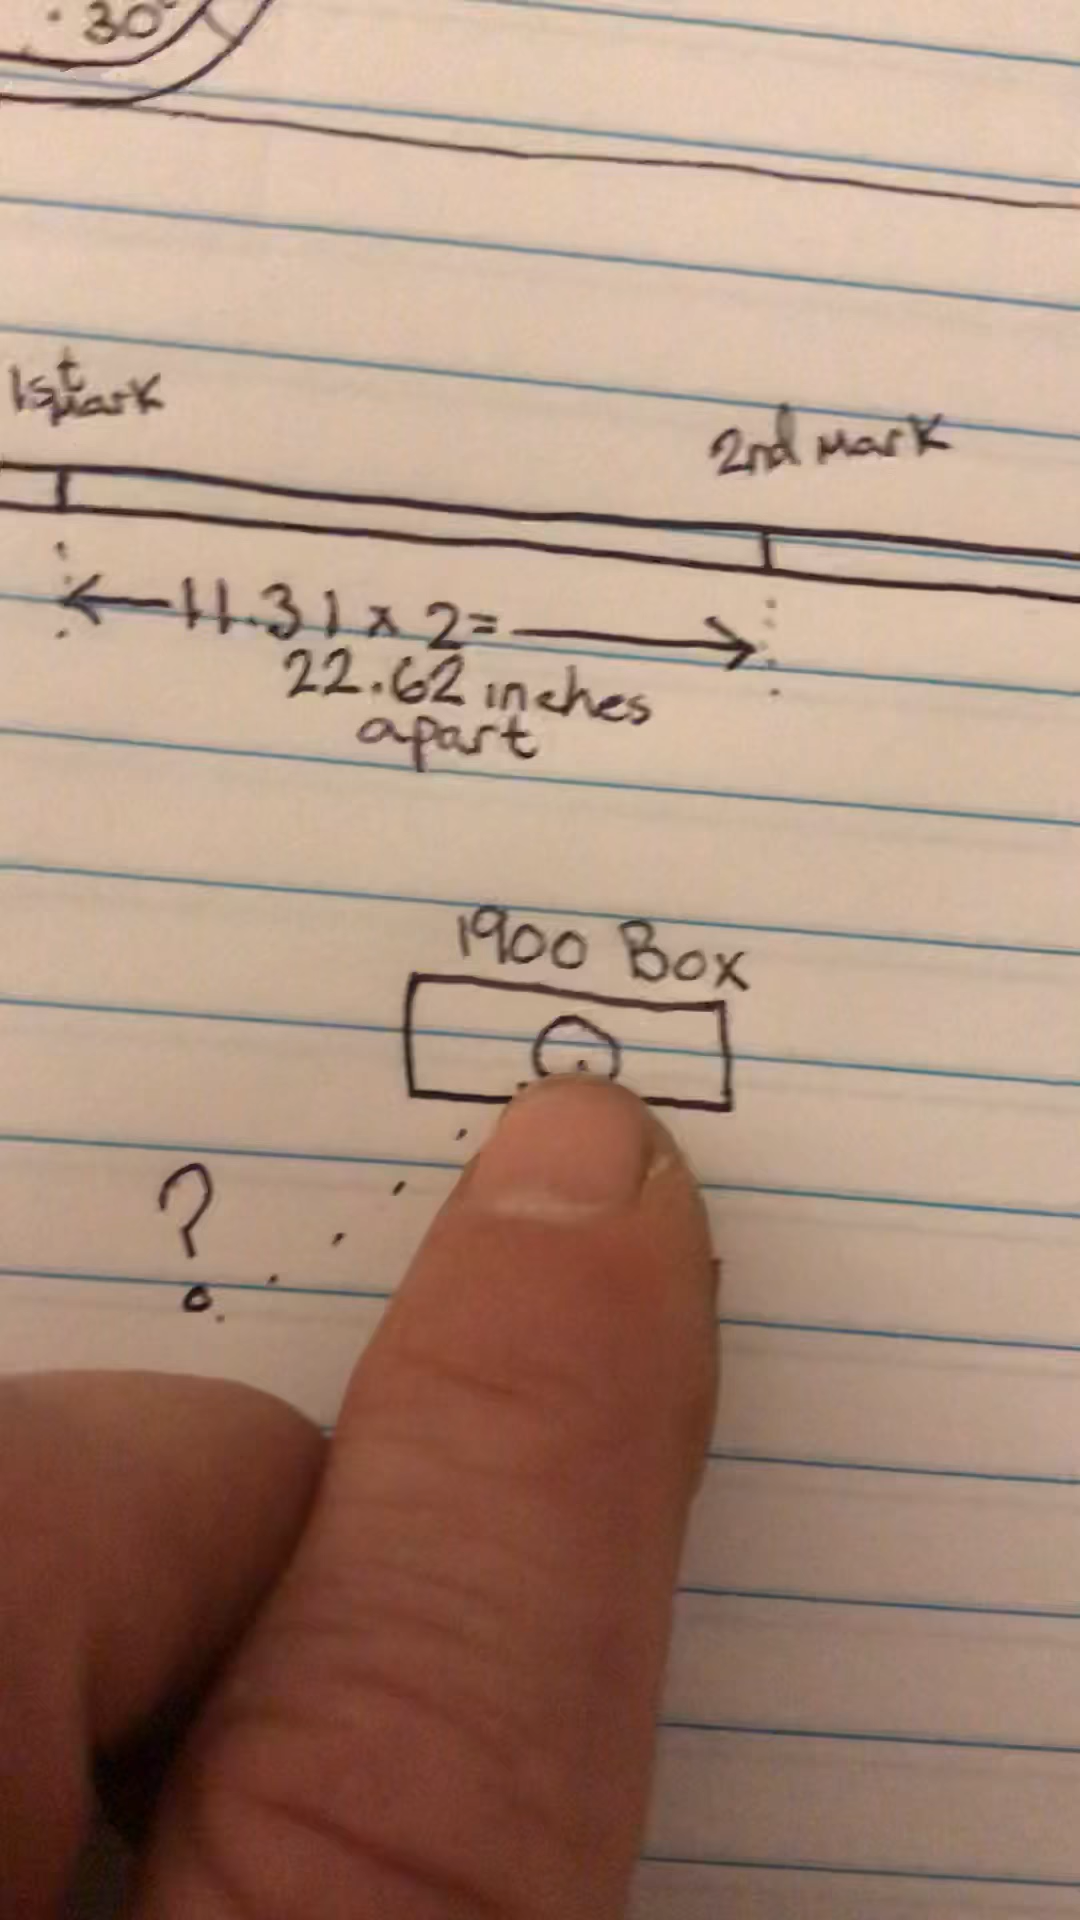 30°
1st Mark
2nd Mark
11.31 x 2=
22.62 inches
apart
1900 Box
?